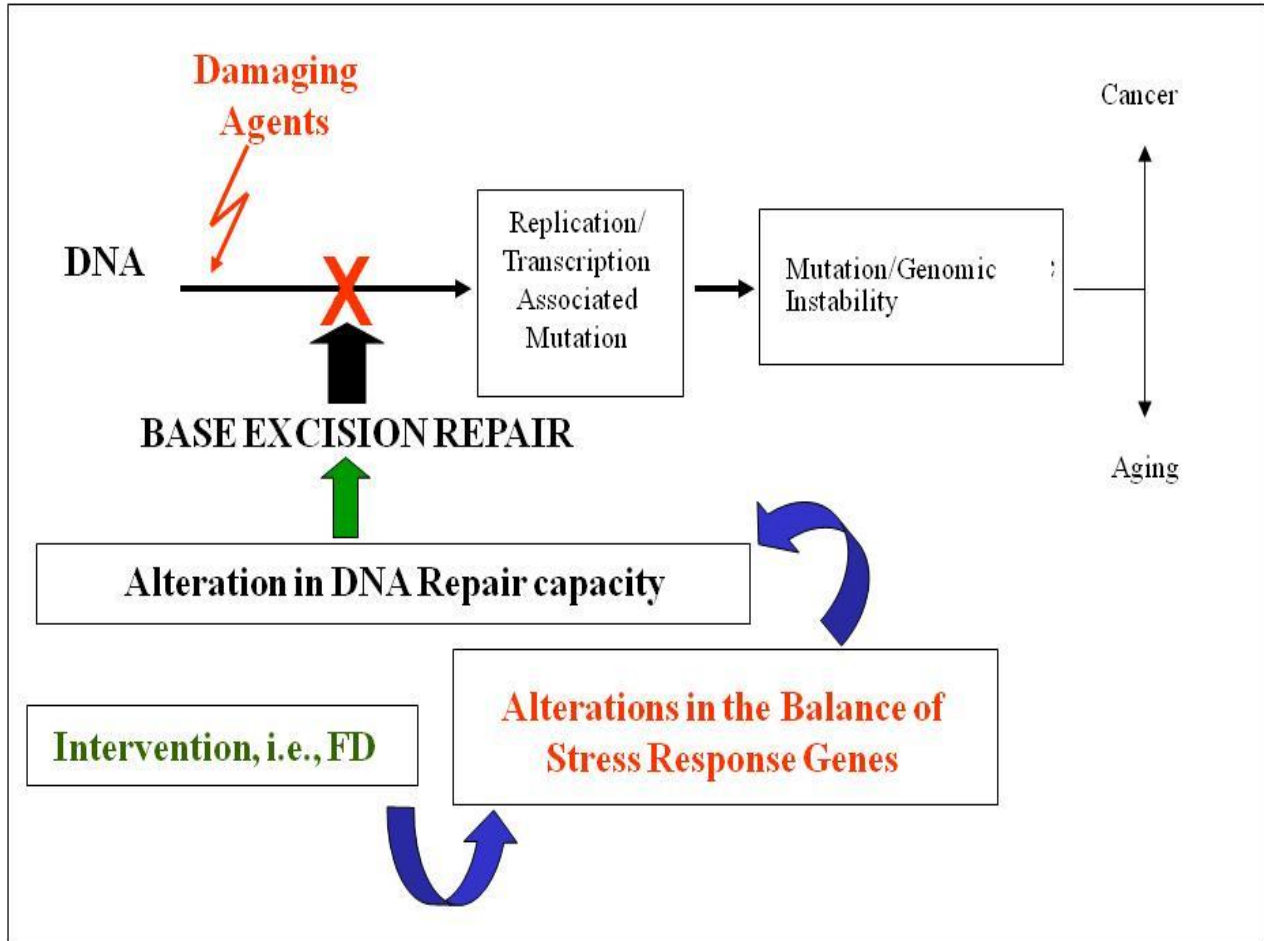 Damaging
Agents
Cancer
DNA
X
Replication/
Transcription
Associated
Mutation
Mutation/Genomic ;
Instability
BASE EXCISION REPAIR
Aging
Alteration in DNA Repair capacity
Intervention, i.e., FD
Alterations in the Balance of
Stress Response Genes